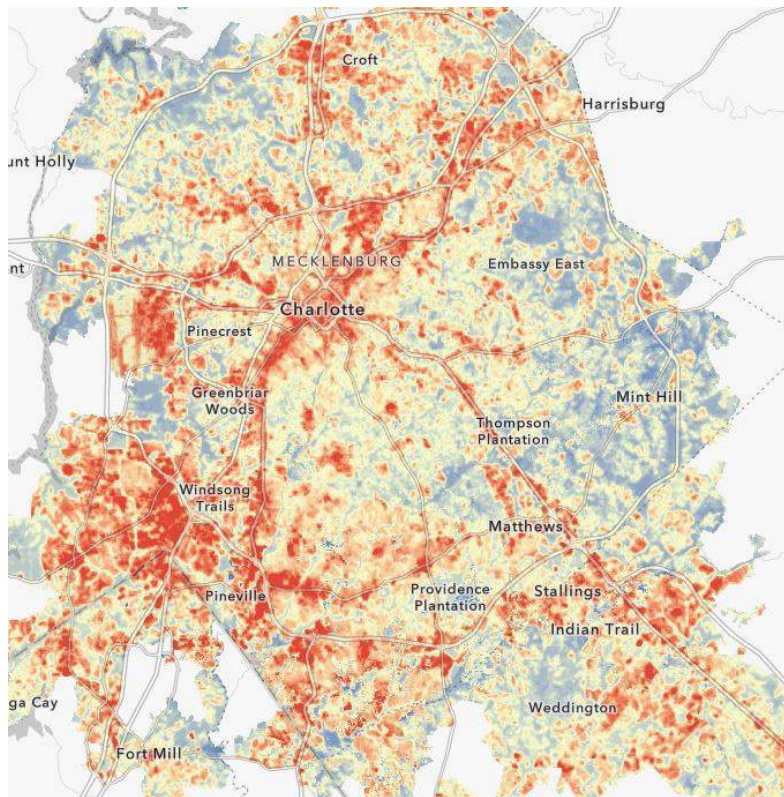 Croft
Harrisburg
unt Holly
MECKLENBURG
Embassy East
nt
Charlotte
Pinecrest
Greenbriar
Woods
Mint Hill
Thompson
Plantation
Windsong
Trails
Matthews
Pineville
Providence
Plantation
Stallings
Indian Trail
ga Cay
Weddington
Fort Mill